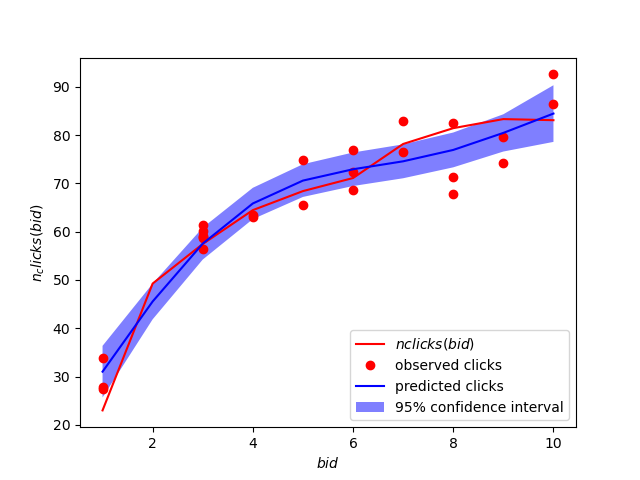 90
80
70
60
50
40
30
20
2 4 6 8 10
n_clicks(bid)
bid
nclicks(bid)
observed clicks
predicted clicks
95% confidence interval